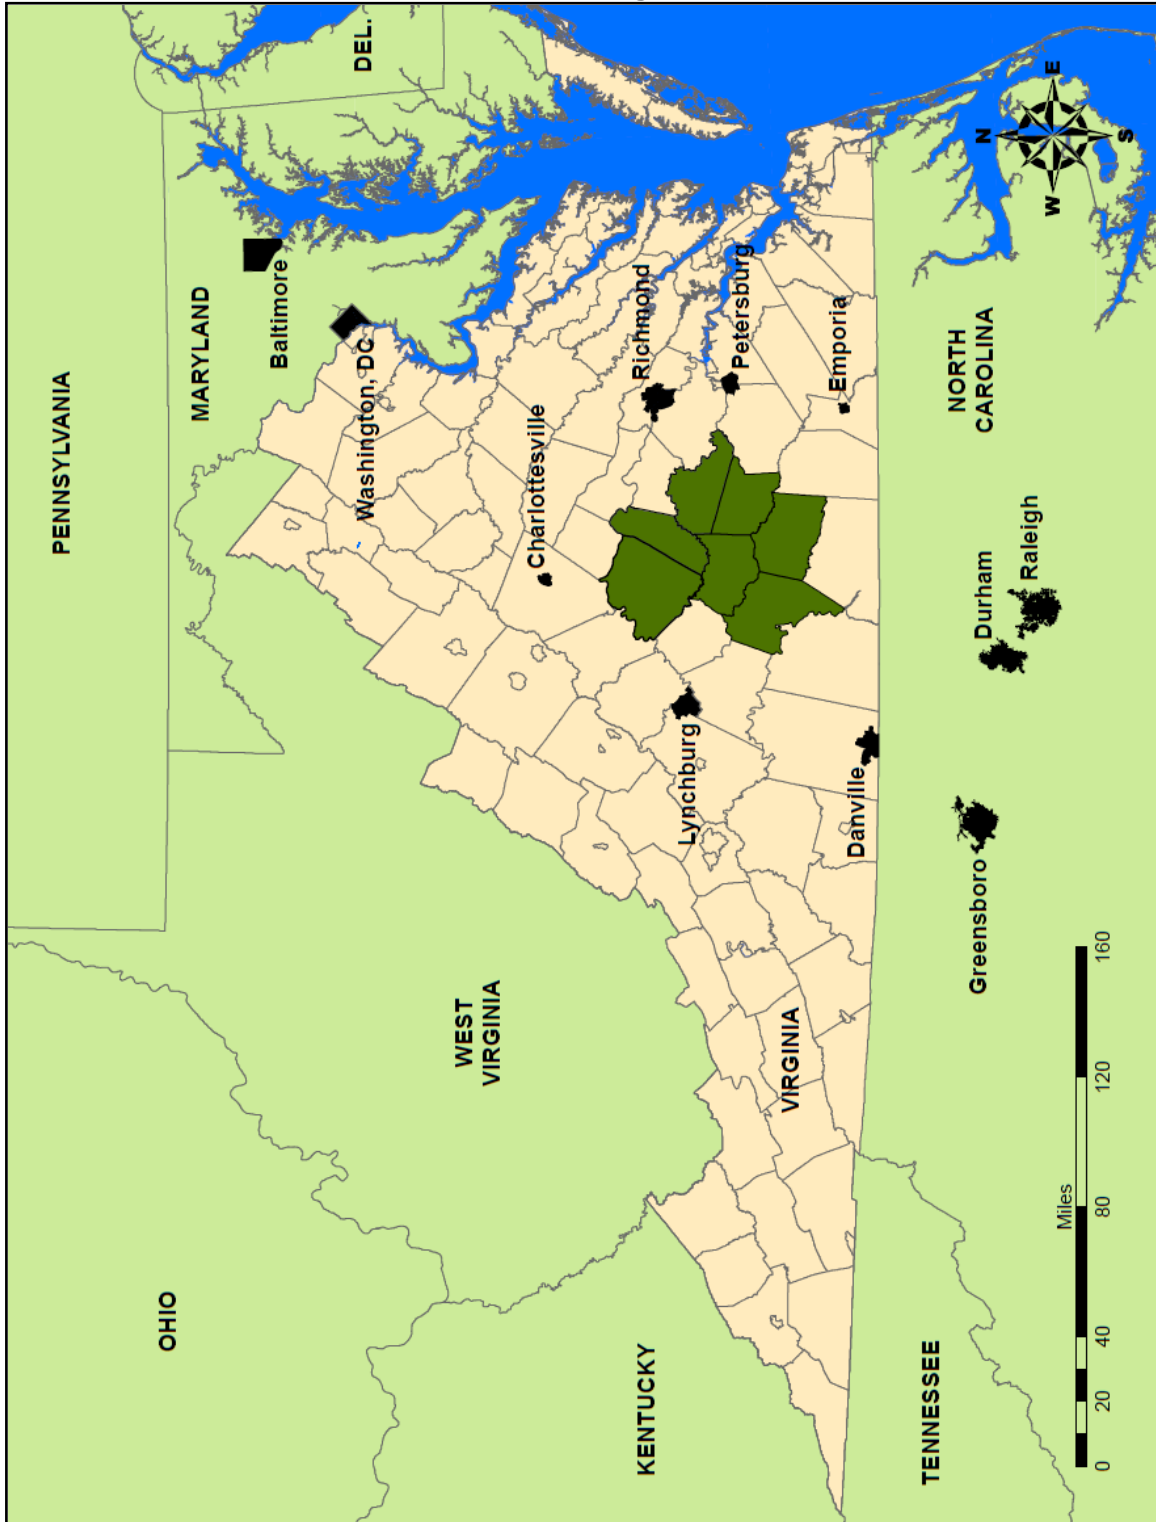 PENNSYLVANIA
OHIO
MARYLAND
DEL.
Baltimore
Washington, DC
WEST
VIRGINIA
Charlottesville
KENTUCKY
Richmond
Lynchburg
Petersburg
VIRGINIA
Emporia
Danville
TENNESSEE
NORTH
CAROLINA
Greensboro
Durham
Raleigh
N
W
E
S
Miles
0
20
40
80
120
160